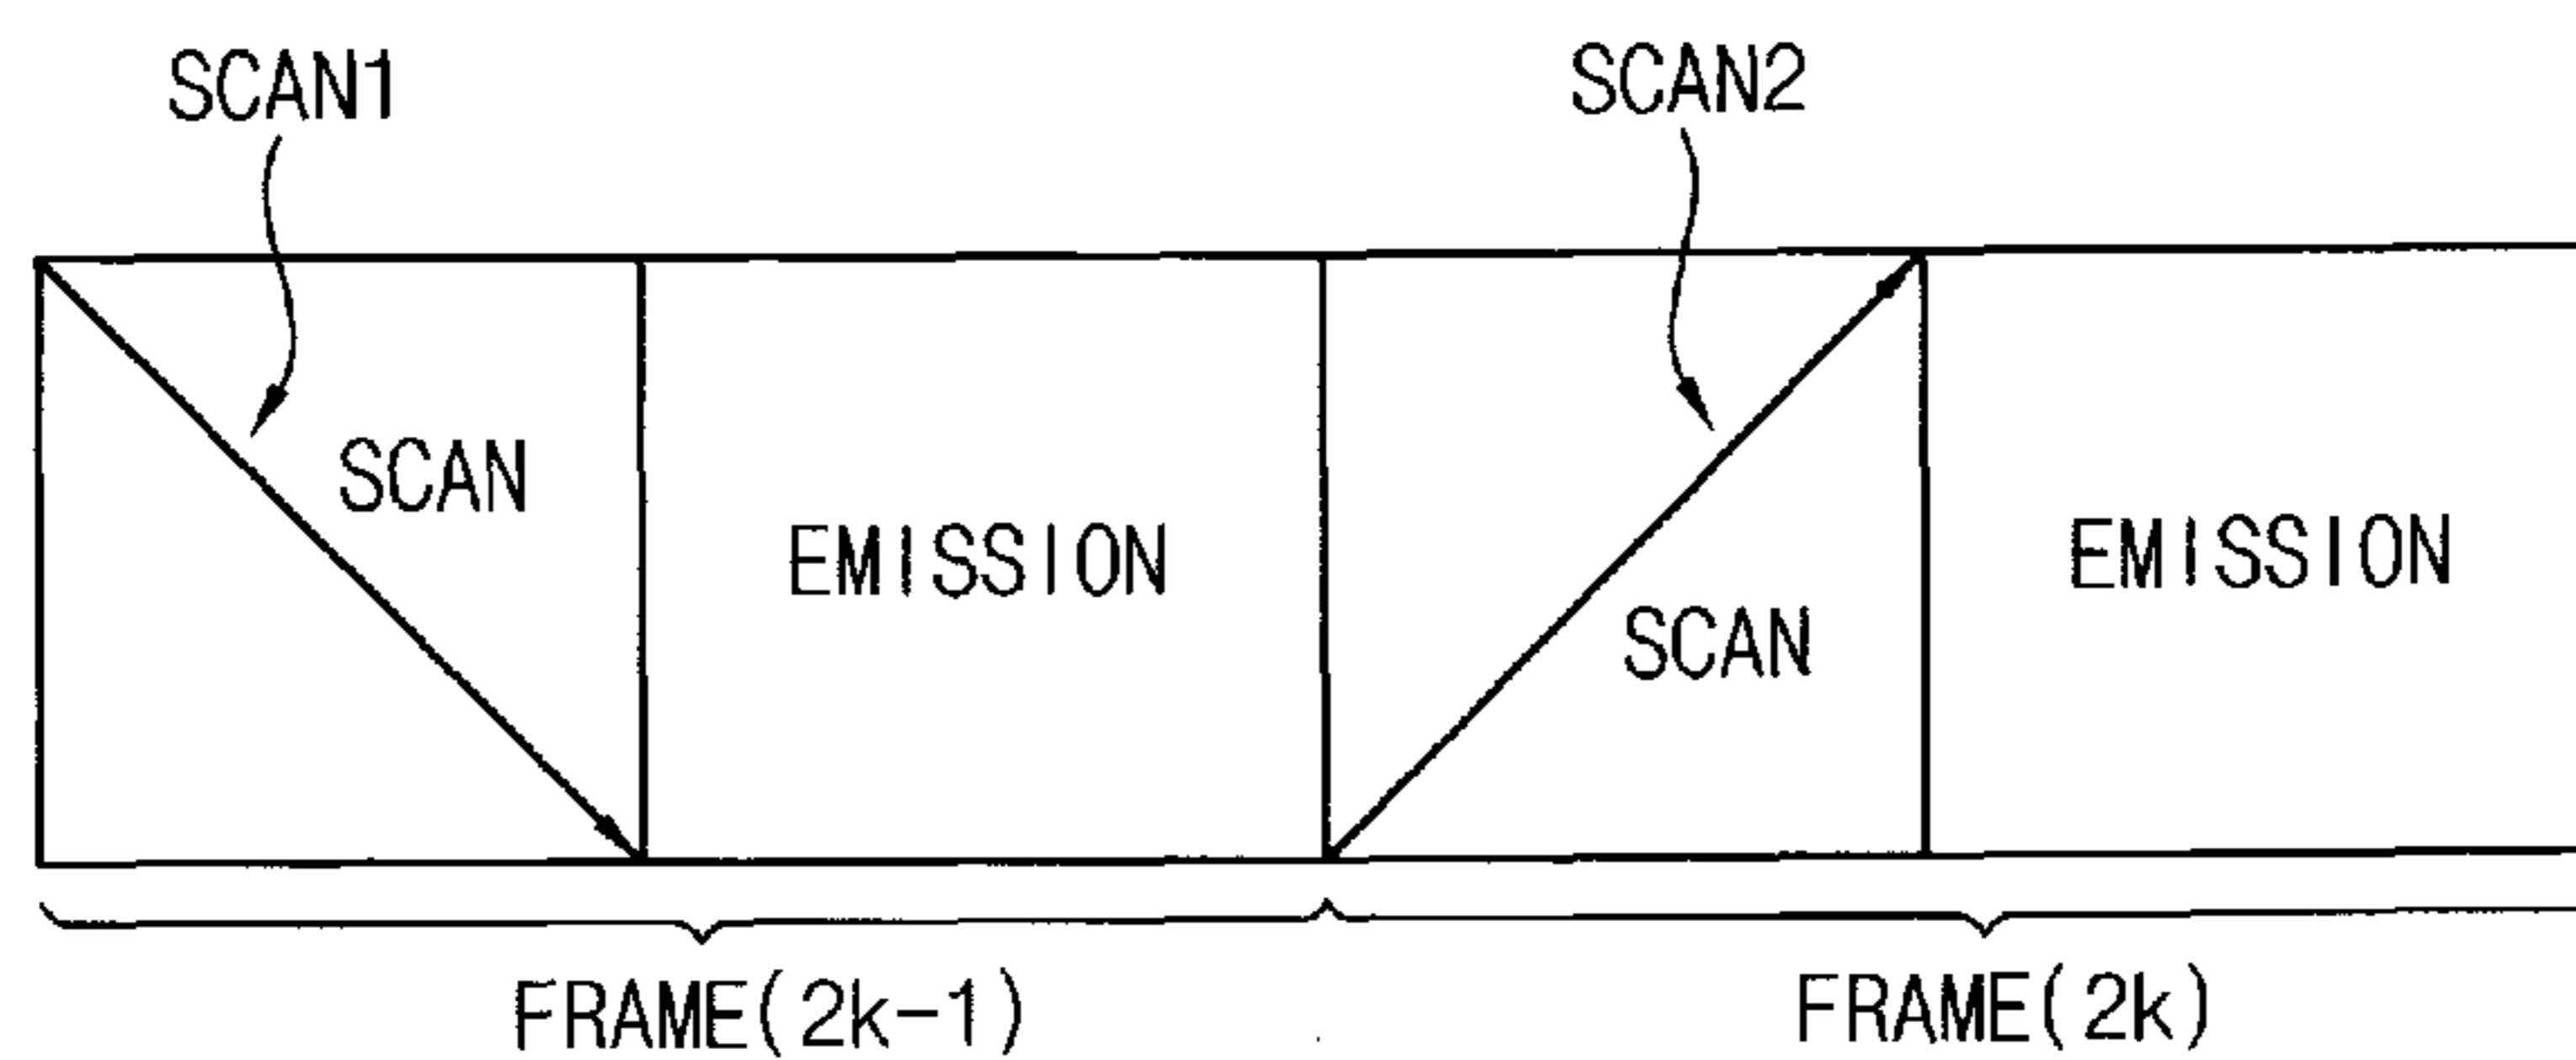 SCAN1
SCAN2
SCAN
EMISSION
SCAN
EMISSION
FRAME(2k-1)
FRAME(2k)